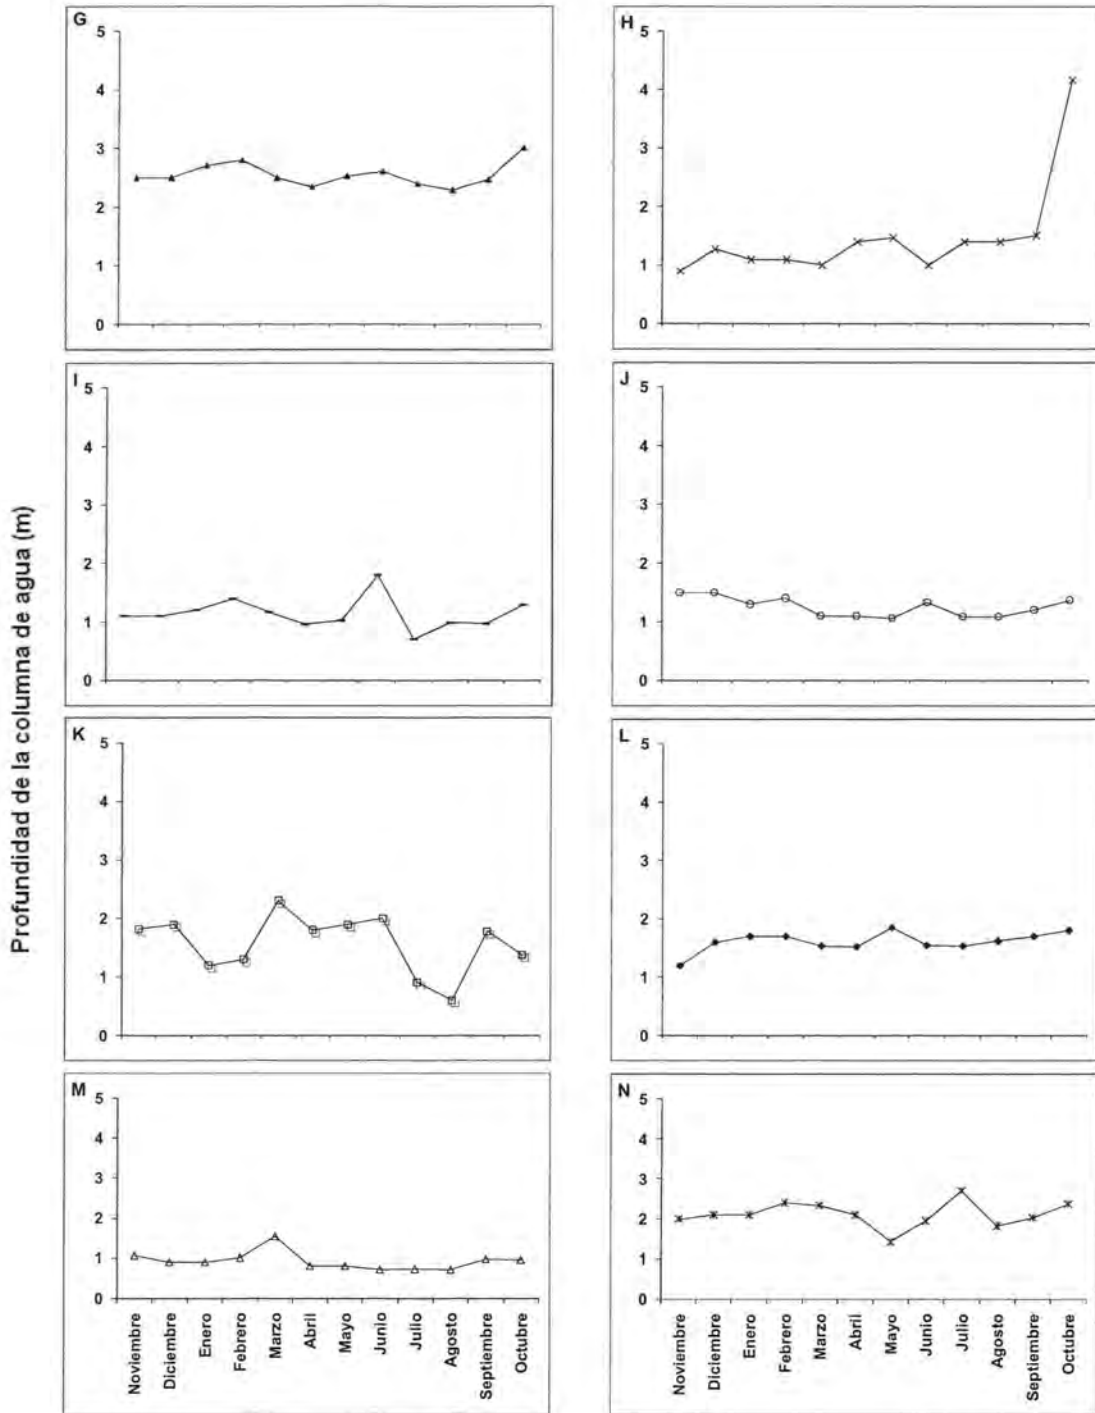 Profundidad de la columna de agua (m)
G
5
4
3
2
1
0
H
5
4
3
2
1
0
I
5
4
3
2
1
0
J
5
4
3
2
1
0
K
5
4
3
2
1
0
L
5
4
3
2
1
0
M
5
4
3
2
1
0
Noviembre
Diciembre
Enero
Febrero
Marzo
Abril
Mayo
Junio
Julio
Agosto
Septiembre
Octubre
N
5
4
3
2
1
0
Noviembre
Diciembre
Enero
Febrero
Marzo
Abril
Mayo
Junio
Julio
Agosto
Septiembre
Octubre